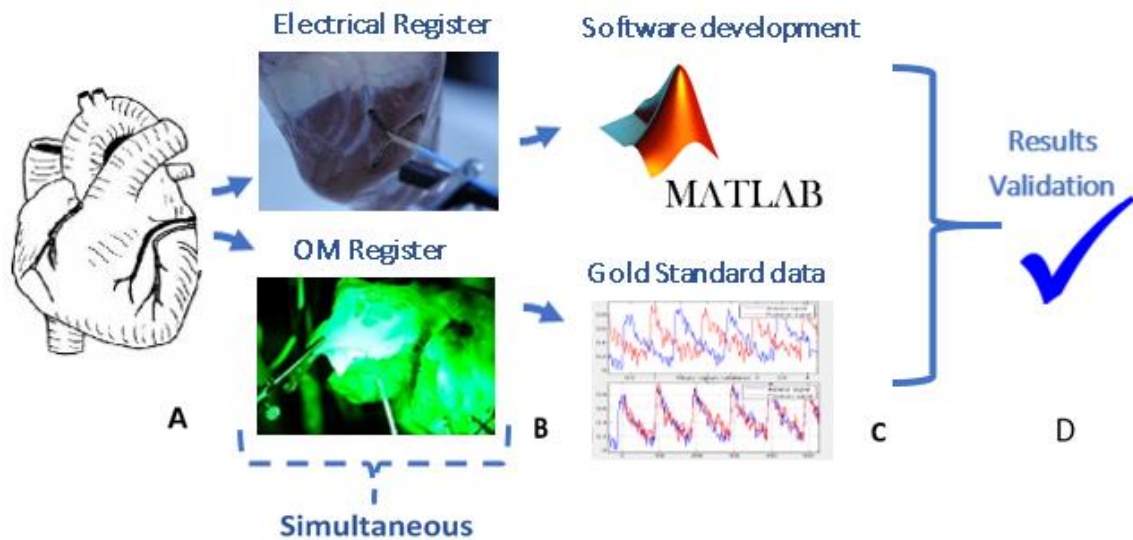 Electrical Register
Software development
MATLAB
Results
Validation
OM Register
Gold Standard data
A
B
C
D
Simultaneous